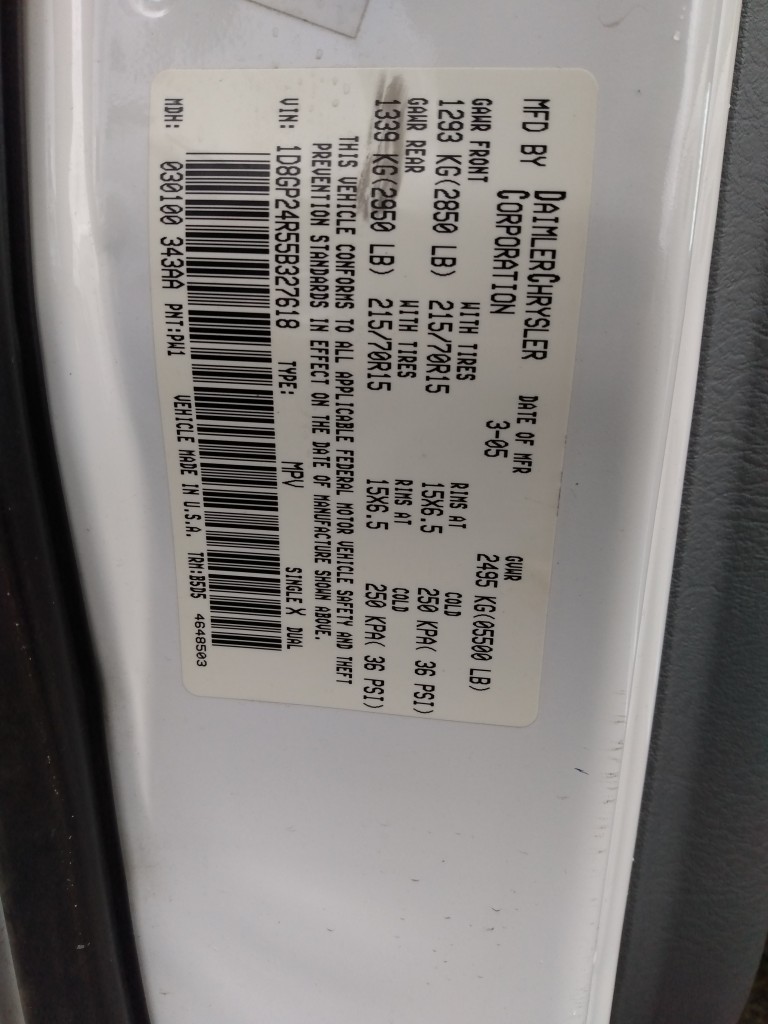 MFD BY DAIMLERCHRYSLER CORPORATION
DATE OF MFR
3-05
GVWR
2495 KG(05500 LB)
GAWR FRONT
1293 KG(2850 LB)
WITH TIRES
215/70R15
RIMS AT
15X6.5
COLD
250 KPA( 36 PSI)
GAWR REAR
1339 KG(2950 LB)
WITH TIRES
215/70R15
RIMS AT
15X6.5
COLD
250 KPA( 36 PSI)
THIS VEHICLE CONFORMS TO ALL APPLICABLE FEDERAL MOTOR VEHICLE SAFETY AND THEFT
PREVENTION STANDARDS IN EFFECT ON THE DATE OF MANUFACTURE SHOWN ABOVE.
VIN: 1D8GP24R55B327618 TYPE: MPV SINGLE X DUAL
MDH: 030100 343AA PNT:PW1 VEHICLE MADE IN U.S.A. TRM:B5D5 4648503